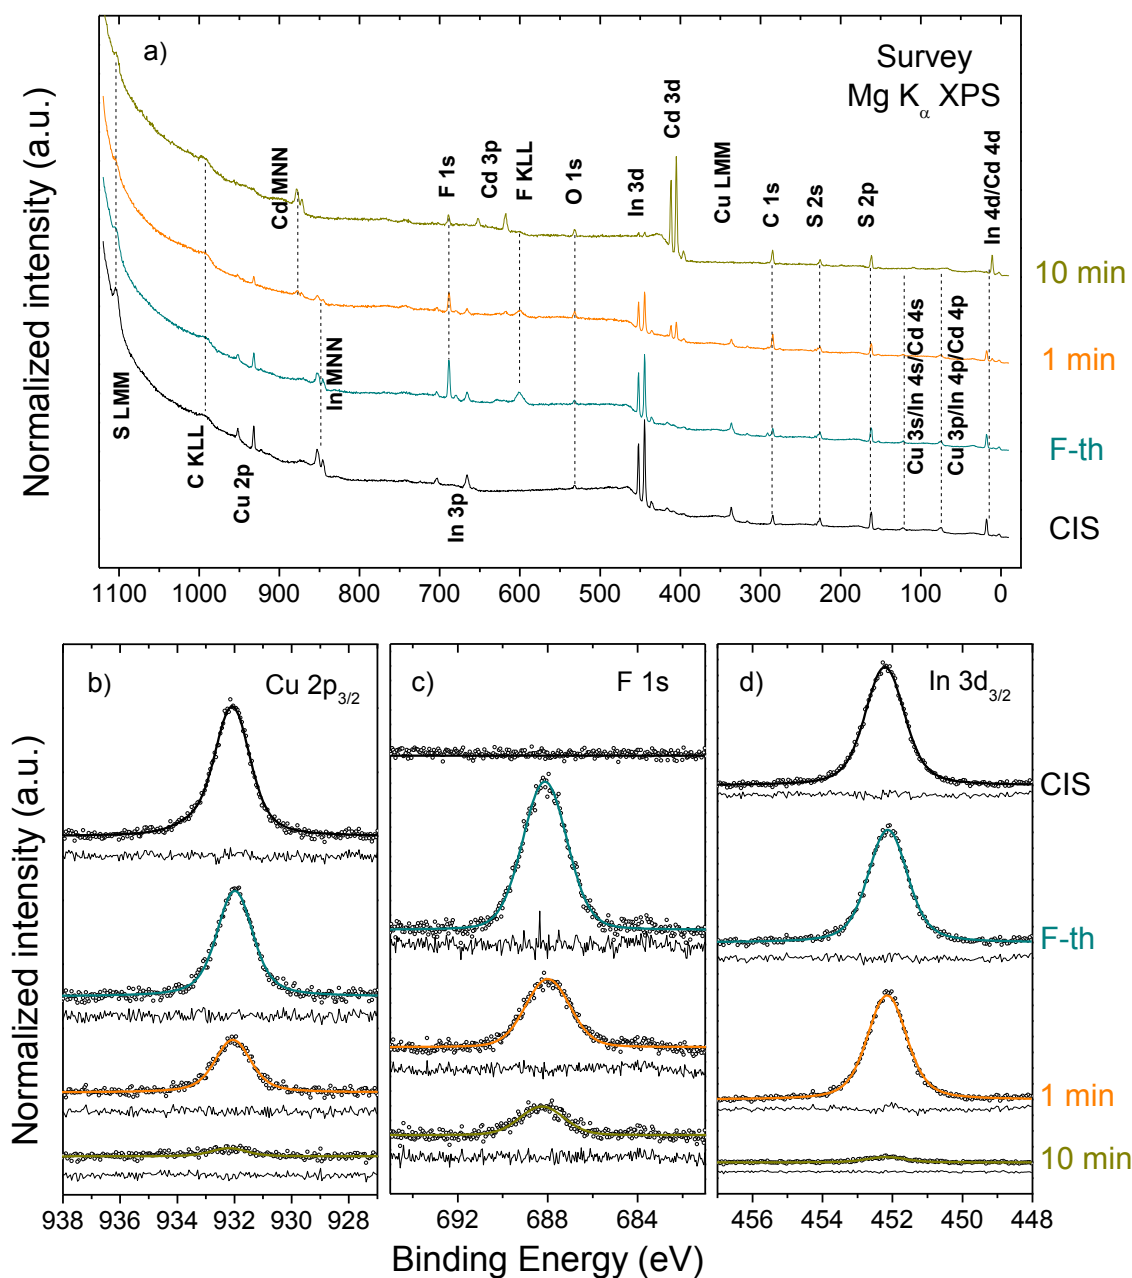 a)
Survey
Mg Kα XPS
Normalized intensity (a.u.)
S LMM
C KLL
Cu 2p
Cd MNN
In MNN
F 1s
In 3p
Cd 3p
F KLL
O 1s
In 3d
Cd 3d
Cu LMM
C 1s
S 2s
S 2p
Cu 3s/In 4s/Cd 4s
Cu 3p/In 4p/Cd 4p
In 4d/Cd 4d
10 min
1 min
F-th
CIS
1100 1000 900 800 700 600 500 400 300 200 100 0
b) Cu 2p3/2
c) F 1s
d) In 3d3/2
Normalized intensity (a.u.)
CIS
F-th
1 min
10 min
938 936 934 932 930 928
692 688 684
456 454 452 450 448
Binding Energy (eV)